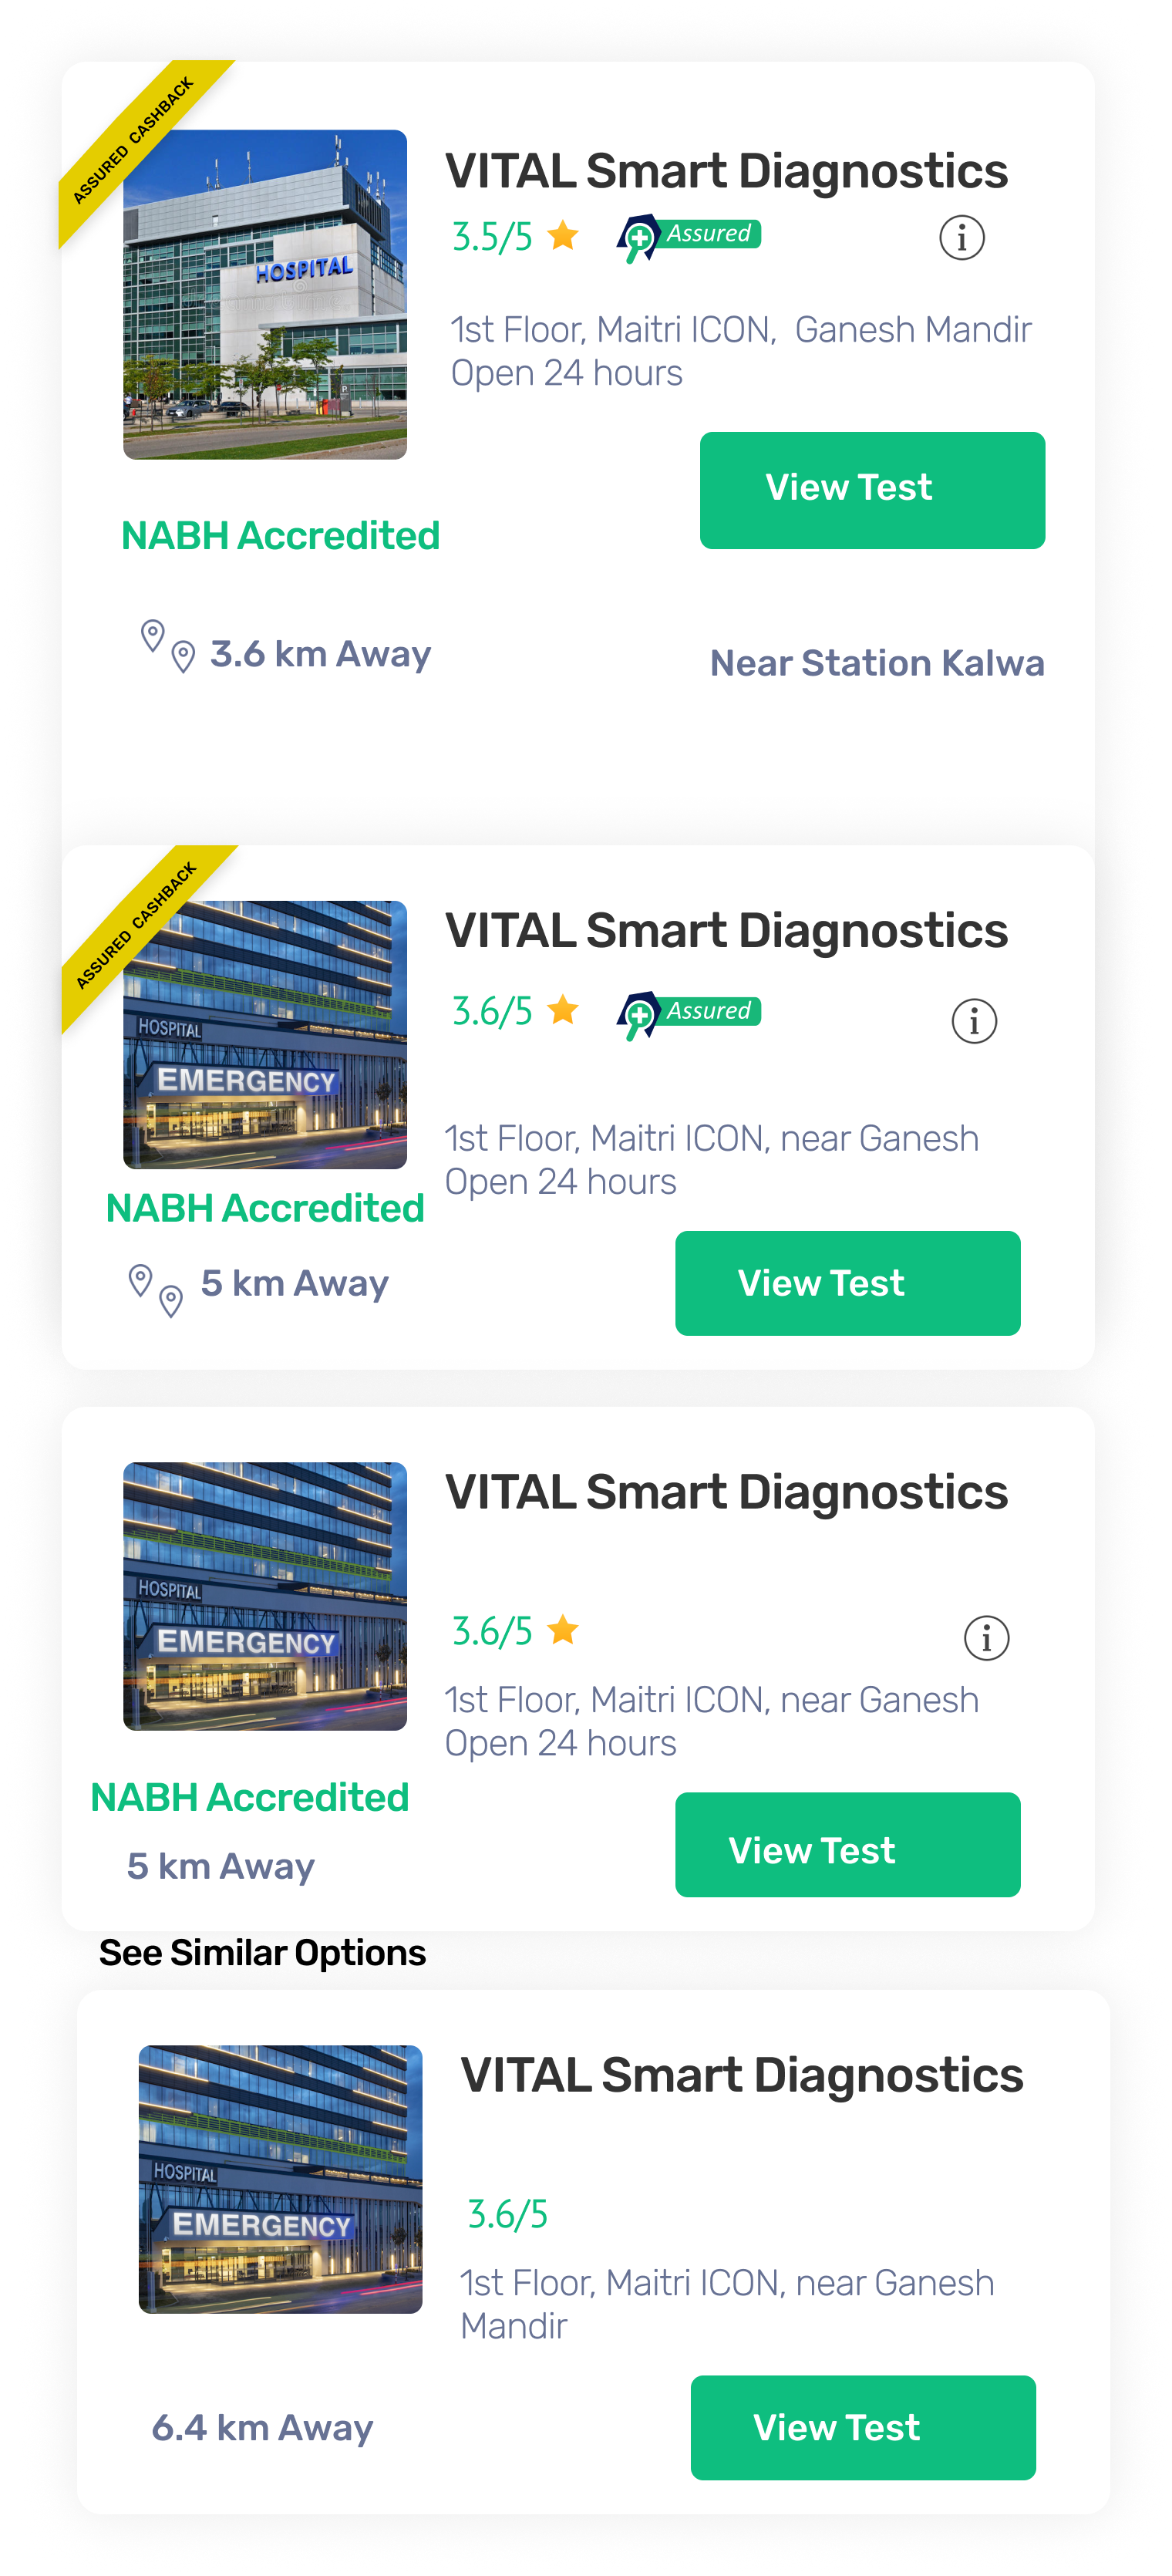 ASSURED CASHBACK
HOSPITAL
VITAL Smart Diagnostics
3.5/5
Assured
i
1st Floor, Maitri ICON, Ganesh Mandir
Open 24 hours
View Test
NABH Accredited
3.6 km Away
Near Station Kalwa
ASSURED CASHBACK
HOSPITAL
EMERGENCY
VITAL Smart Diagnostics
3.6/5
Assured
i
1st Floor, Maitri ICON, near Ganesh
Open 24 hours
NABH Accredited
5 km Away
View Test
HOSPITAL
EMERGENCY
VITAL Smart Diagnostics
3.6/5
i
1st Floor, Maitri ICON, near Ganesh
Open 24 hours
NABH Accredited
5 km Away
View Test
See Similar Options
HOSPITAL
EMERGENCY
VITAL Smart Diagnostics
3.6/5
1st Floor, Maitri ICON, near Ganesh
Mandir
6.4 km Away
View Test